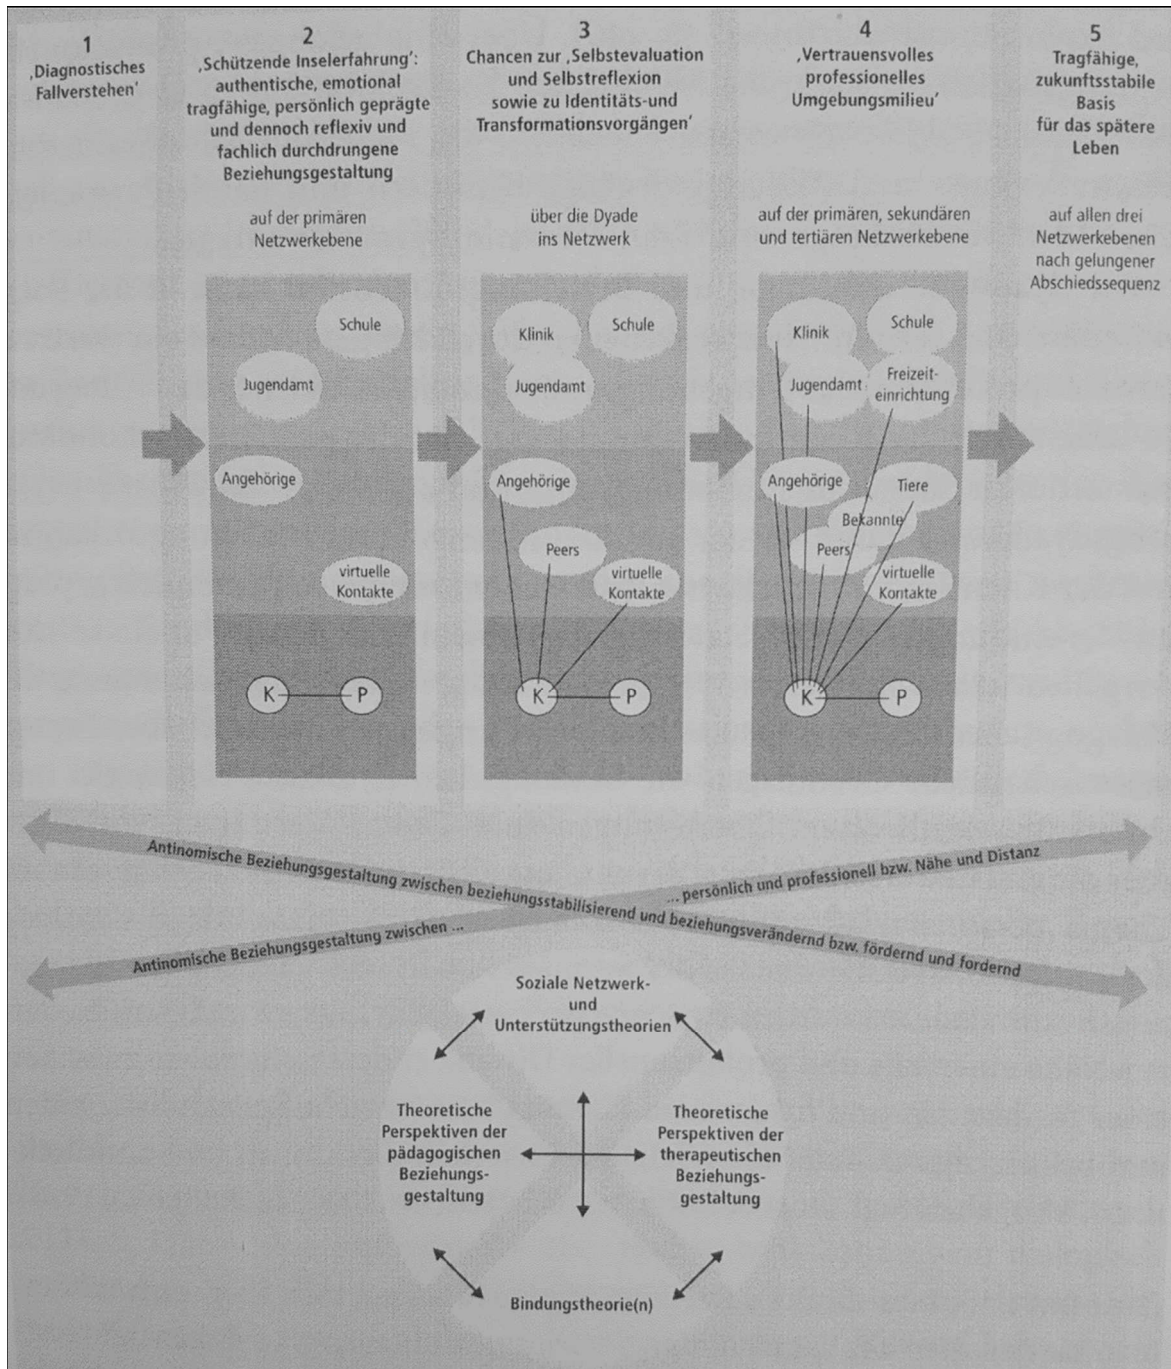 1
‚Diagnostisches
Fallverstehen‘
2
‚Schützende Inselerfahrung‘:
authentische, emotional
tragfähige, persönlich geprägte
und dennoch reflexiv und
fachlich durchdrungene
Beziehungsgestaltung
auf der primären
Netzwerkebene
Schule
Jugendamt
Angehörige
virtuelle
Kontakte
K
P
3
Chancen zur ‚Selbstevaluation
und Selbstreflexion
sowie zu Identitäts-und
Transformationsvorgängen‘
über die Dyade
ins Netzwerk
Klinik
Schule
Jugendamt
Angehörige
Peers
virtuelle
Kontakte
K
P
4
‚Vertrauensvolles
professionelles
Umgebungsmilieu‘
auf der primären, sekundären
und tertiären Netzwerkebene
Klinik
Schule
Jugendamt
Freizeit-
einrichtung
Angehörige
Tiere
Bekannte
Peers
virtuelle
Kontakte
K
P
5
Tragfähige,
zukunftsstabile
Basis
für das spätere
Leben
auf allen drei
Netzwerkebenen
nach gelungener
Abschiedssequenz
Antinomische Beziehungsgestaltung zwischen beziehungsstabilisierend und beziehungsverändernd bzw. fördernd und fordernd
Antinomische Beziehungsgestaltung zwischen ...
... persönlich und professionell bzw. Nähe und Distanz
Soziale Netzwerk-
und
Unterstützungstheorien
Theoretische
Perspektiven der
pädagogischen
Beziehungs-
gestaltung
Theoretische
Perspektiven der
therapeutischen
Beziehungs-
gestaltung
Bindungstheorie(n)